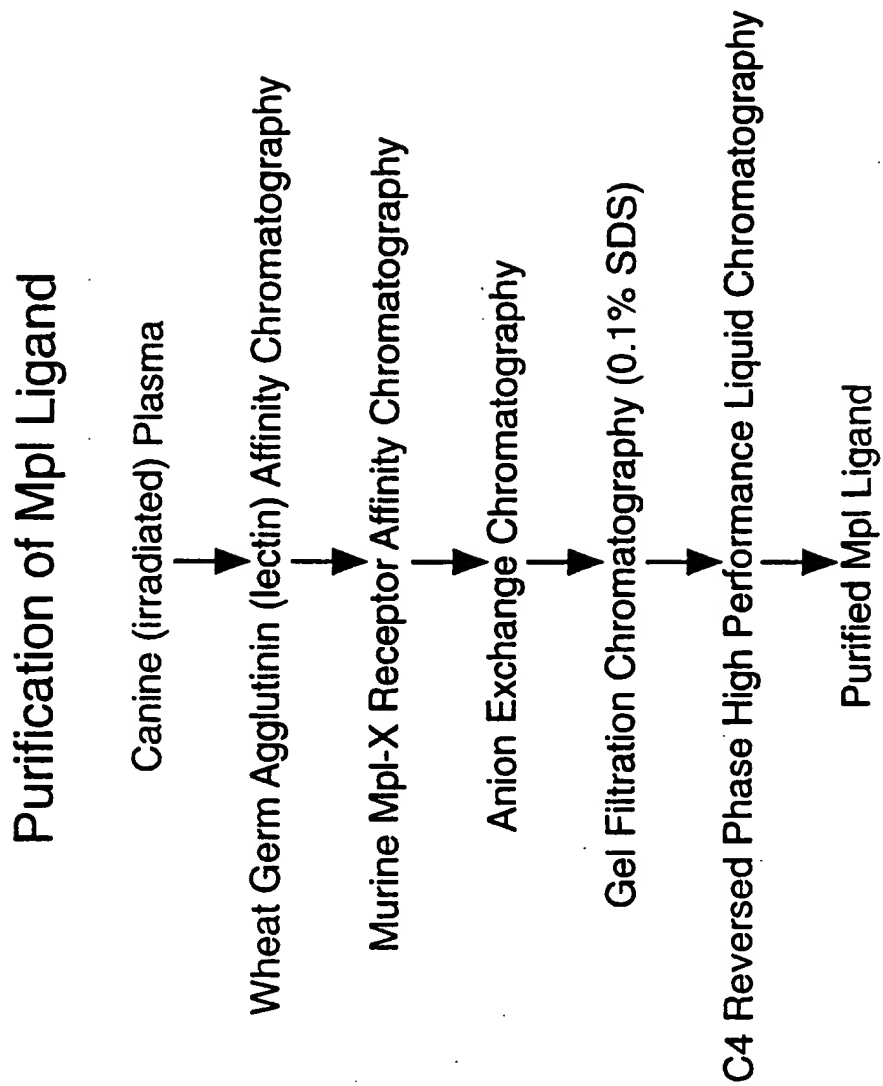 Purification of Mpl Ligand
Canine (irradiated) Plasma
Wheat Germ Agglutinin (lectin) Affinity Chromatography
Murine Mpl-X Receptor Affinity Chromatography
Anion Exchange Chromatography
Gel Filtration Chromatography (0.1% SDS)
C4 Reversed Phase High Performance Liquid Chromatography
Purified Mpl Ligand